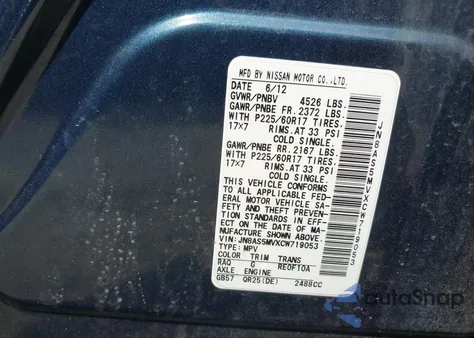 MFD BY NISSAN MOTOR CO.,LTD.
DATE 6/12
GVWR/PNBV 4526 LBS.
GAWR/PNBE FR. 2372 LBS.
WITH P225/60R17 TIRES.
17x7 RIMS.AT 33 PSI
COLD SINGLE.
GAWR/PNBE RR. 2167 LBS.
WITH P225/60R17 TIRES.
17x7 RIMS.AT 33 PSI
COLD SINGLE.
THIS VEHICLE CONFORMS
TO ALL APPLICABLE FED-
ERAL MOTOR VEHICLE SAFE-
FETY AND THEFT PREVEN-
TION STANDARDS IN EFF-
ECT ON THE DATE OF MA-
NUFACTURE SHOWN ABOVE.
VIN: JN8AS5MVXCW719053
TYPE: MPV
COLOR TRIM TRANS
RAQ G RE0F10A
AXLE ENGINE
GB57 QR25(DE) 2488CC
JN8AS5MVXCW719053
autoSnap